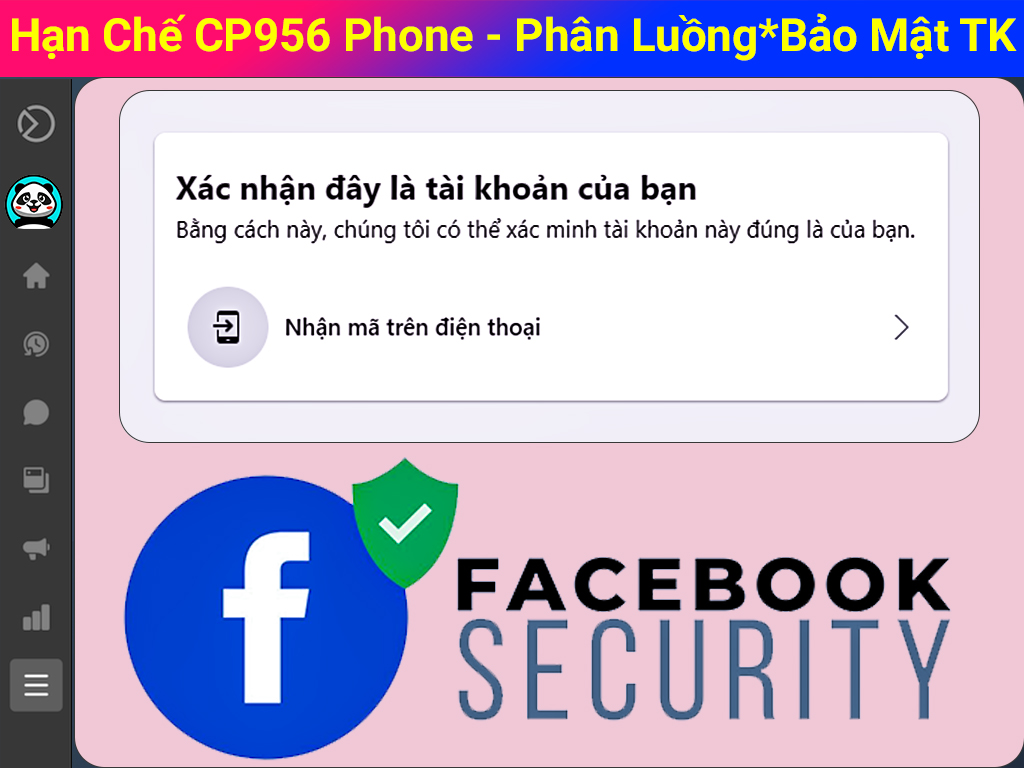 Hạn Chế CP956 Phone - Phân Luồng*Bảo Mật TK
Xác nhận đây là tài khoản của bạn
Bằng cách này, chúng tôi có thể xác minh tài khoản này đúng là của bạn.
Nhận mã trên điện thoại
FACEBOOK
SECURITY